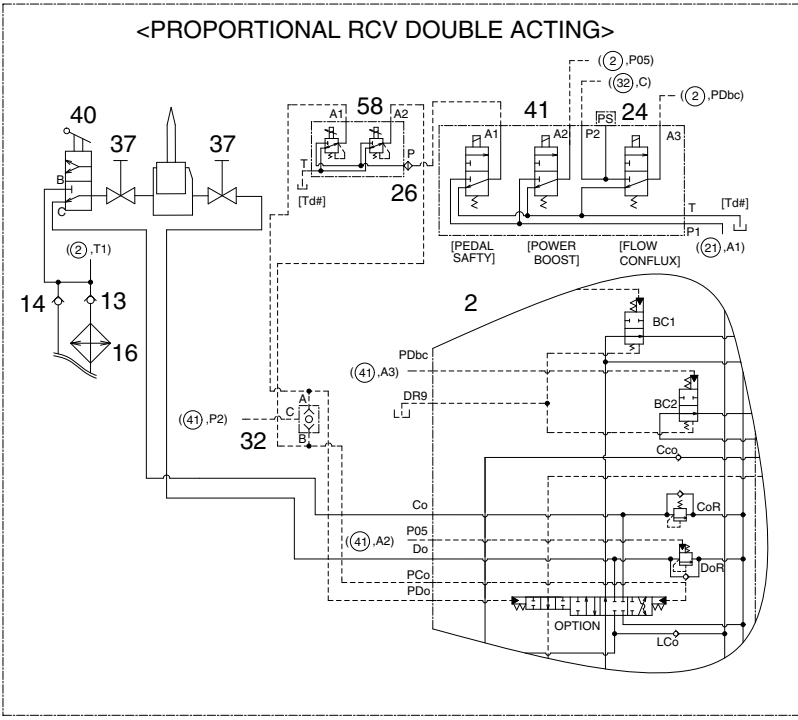 <PROPORTIONAL RCV DOUBLE ACTING>
((2),P05)
((32),C)
((2),PDbc)
40
37
37
58
41
24
A1
A2
A1
A2
P2
PS
A3
T
P
26
[Td#]
T
[Td#]
P1
((21),A1)
[PEDAL
SAFTY]
[POWER
BOOST]
[FLOW
CONFLUX]
B
C
((2),T1)
14
13
16
2
BC1
PDbc
((41),A3)
DR9
BC2
A
C
B
((41),P2)
32
Cco
Co
CoR
P05
((41),A2)
Do
DoR
PCo
PDo
OPTION
LCo